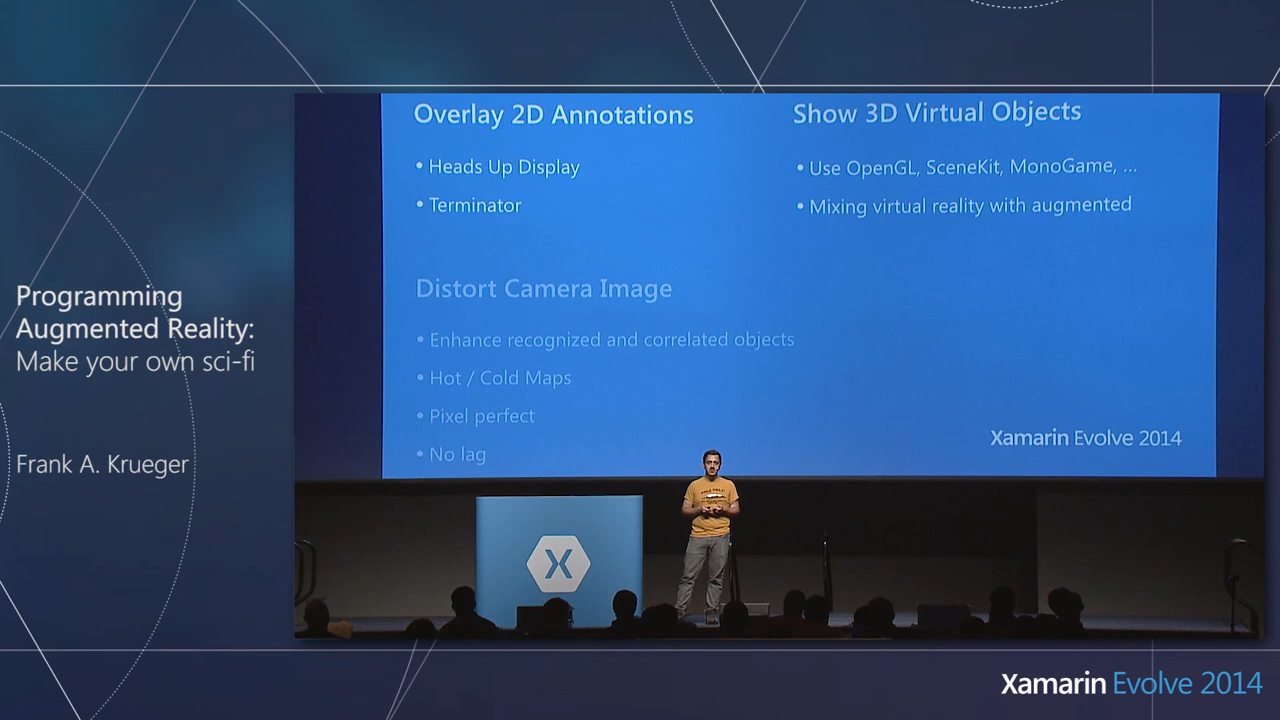 Programming
Augmented Reality:
Make your own sci-fi
Frank A. Krueger
Overlay 2D Annotations
• Heads Up Display
• Terminator
Show 3D Virtual Objects
• Use OpenGL, SceneKit, MonoGame, ...
• Mixing virtual reality with augmented
Distort Camera Image
• Enhance recognized and correlated objects
• Hot / Cold Maps
• Pixel perfect
• No lag
Xamarin Evolve 2014
X
Xamarin Evolve 2014